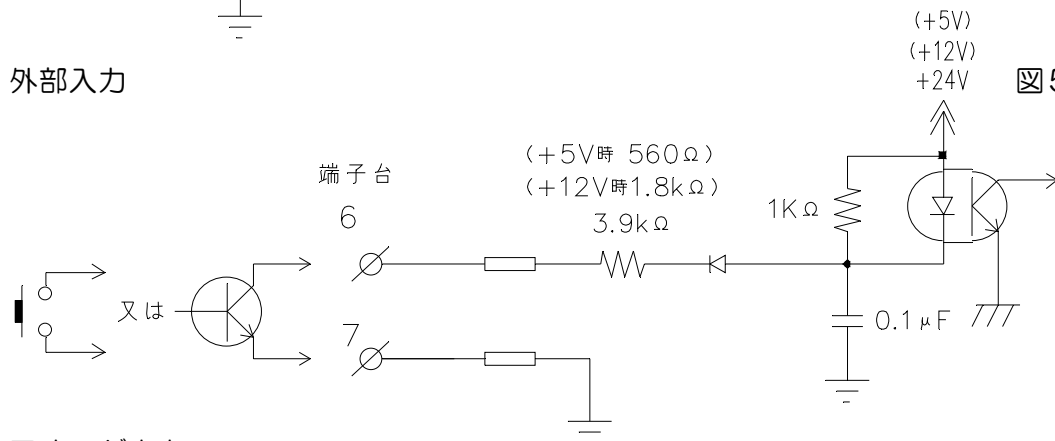 (+5V)
(+12V)
+24V
外部入力
図5
(+5V時 560Ω)
(+12V時1.8kΩ)
3.9kΩ
端子台
6
1KΩ
又は
7
0.1μF